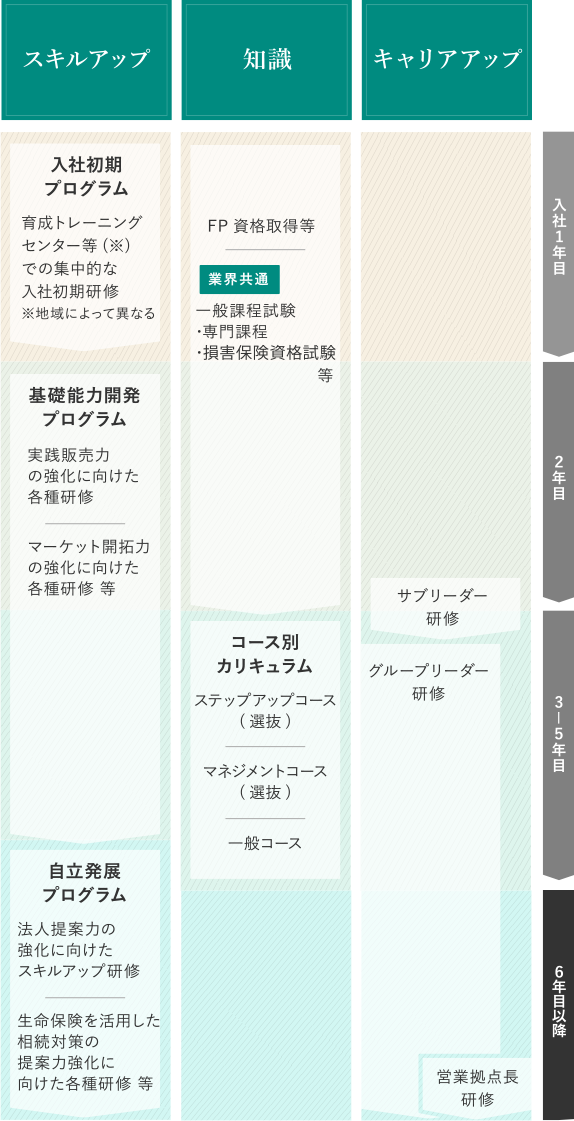 スキルアップ
知識
キャリアアップ
入社初期
プログラム
育成トレーニング
センター等（※）
での集中的な
入社初期研修
※地域によって異なる
基礎能力開発
プログラム
実践販売力
の強化に向けた
各種研修
マーケット開拓力
の強化に向けた
各種研修 等
自立発展
プログラム
法人提案力の
強化に向けた
スキルアップ研修
生命保険を活用した
相続対策の
提案力強化に
向けた各種研修 等
FP 資格取得等
業界共通
一般課程試験
・専門課程
・損害保険資格試験
等
コース別
カリキュラム
ステップアップコース
（ 選抜 ）
マネジメントコース
（ 選抜 ）
一般コース
サブリーダー
研修
グループリーダー
研修
営業拠点長
研修
入社1年目
2年目
3－5年目
6年目以降